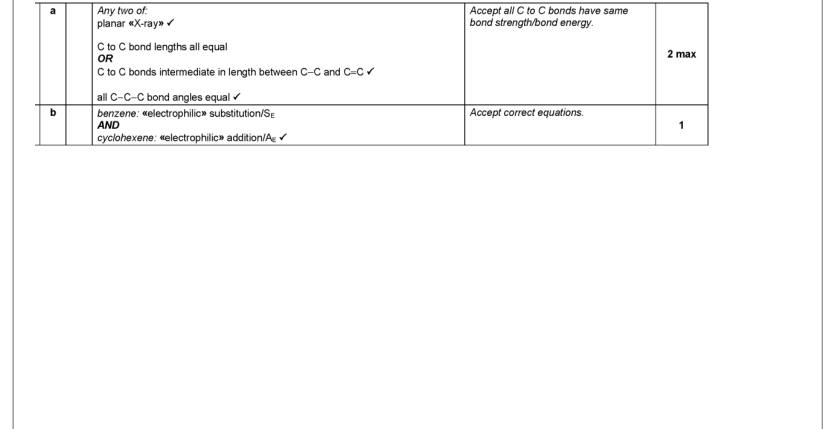 a
Any two of:
planar «X-ray» ✓
C to C bond lengths all equal
OR
C to C bonds intermediate in length between C–C and C=C ✓
all C–C–C bond angles equal ✓
Accept all C to C bonds have same
bond strength/bond energy.
2 max
b
benzene: «electrophilic» substitution/SE
AND
cyclohexene: «electrophilic» addition/AE ✓
Accept correct equations.
1